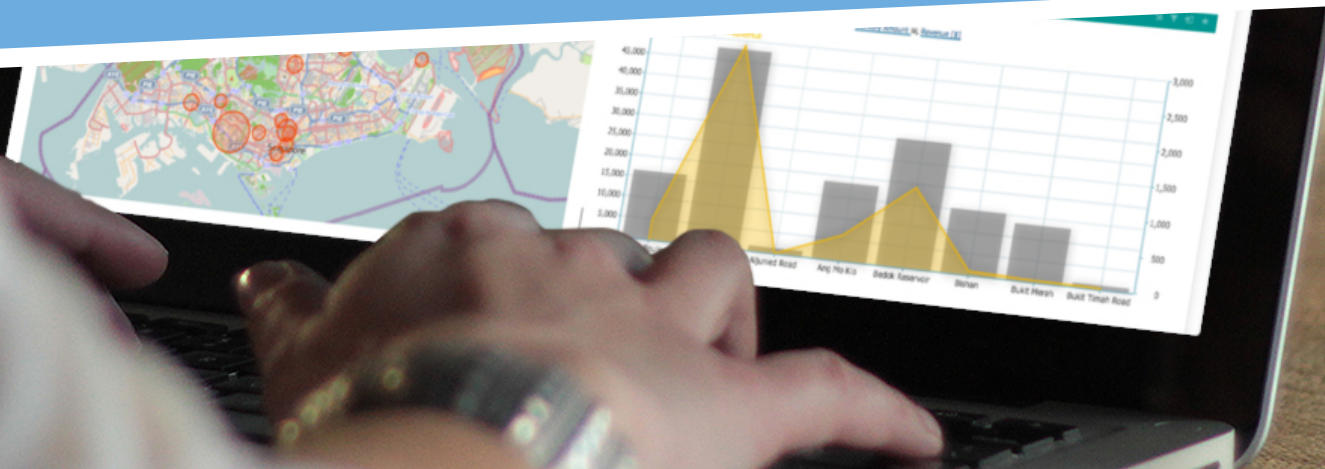 Revenue [$]
45,000
40,000
35,000
30,000
25,000
20,000
15,000
10,000
5,000
3,000
2,500
2,000
1,500
1,000
500
0
Aljunied Road
Ang Mo Kio
Bedok Reservoir
Bishan
Bukit Merah
Bukit Timah Road